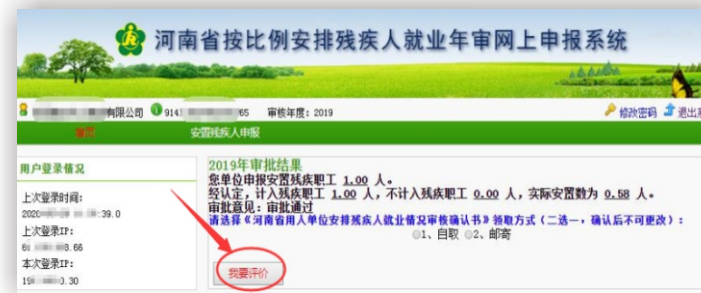 河南省按比例安排残疾人就业年审网上申报系统
有限公司 914 65 审核年度：2019 修改密码 退出系
首页 安置残疾人申报
用户登录情况
上次登录时间：
2020 :39.0
上次登录IP：
6 8.66
本次登录IP：
19 0.30
2019年审批结果
您单位申报安置残疾职工 1.00 人。
经认定，计入残疾职工 1.00 人，不计入残疾职工 0.00 人，实际安置数为 0.58 人。
审批意见：审批通过
请选择《河南省用人单位安排残疾人就业情况审核确认书》领取方式（二选一，确认后不可更改）：
1、自取 2、邮寄
我要评价